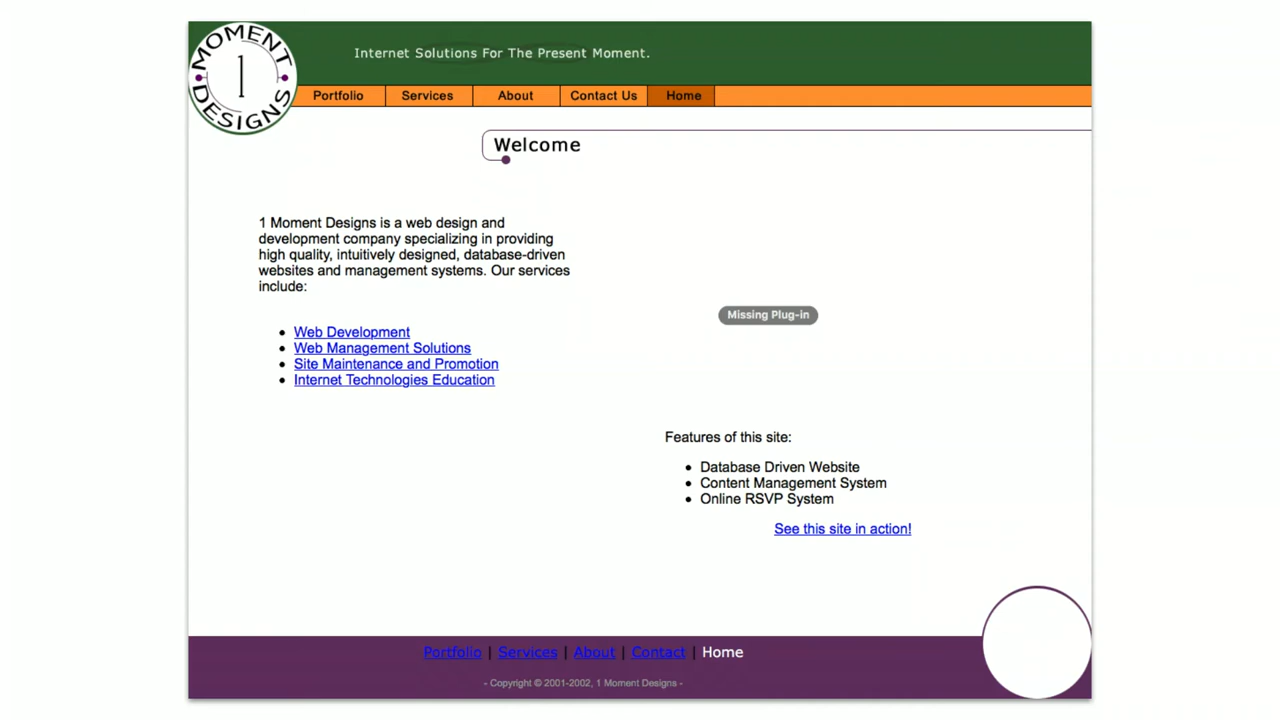 MOMENT
1
DESIGNS
Internet Solutions For The Present Moment.
Portfolio
Services
About
Contact Us
Home
Welcome
1 Moment Designs is a web design and
development company specializing in providing
high quality, intuitively designed, database-driven
websites and management systems. Our services
include:
Web Development
Web Management Solutions
Site Maintenance and Promotion
Internet Technologies Education
Missing Plug-in
Features of this site:
Database Driven Website
Content Management System
Online RSVP System
See this site in action!
Portfolio | Services | About | Contact | Home
- Copyright © 2001-2002, 1 Moment Designs -